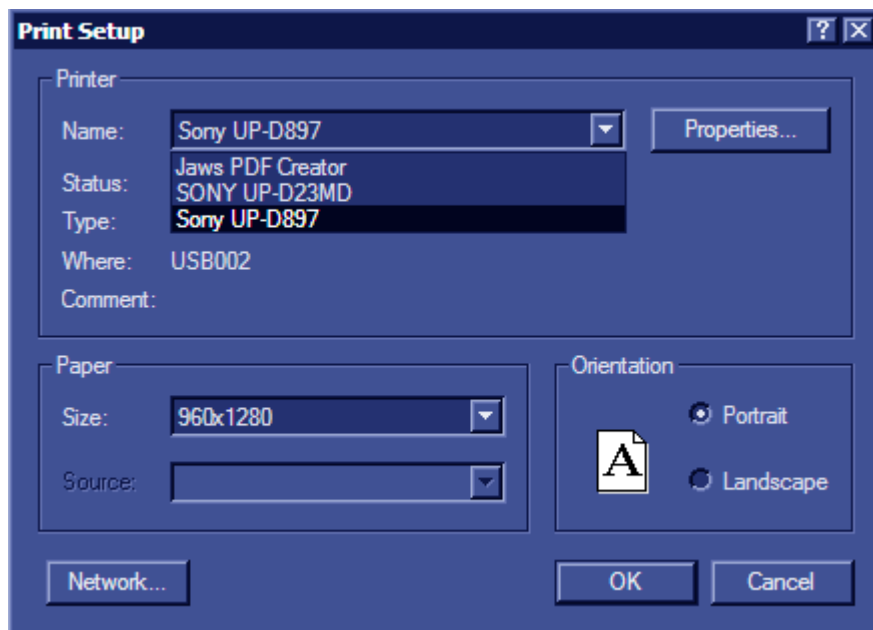 Print Setup
Printer
Name: Sony UP-D897 Properties...
Jaws PDF Creator
Status: SONY UP-D23MD
Type: Sony UP-D897
Where: USB002
Comment:
Paper Orientation
Size: 960x1280 Portrait
A
Source: Landscape
Network... OK Cancel